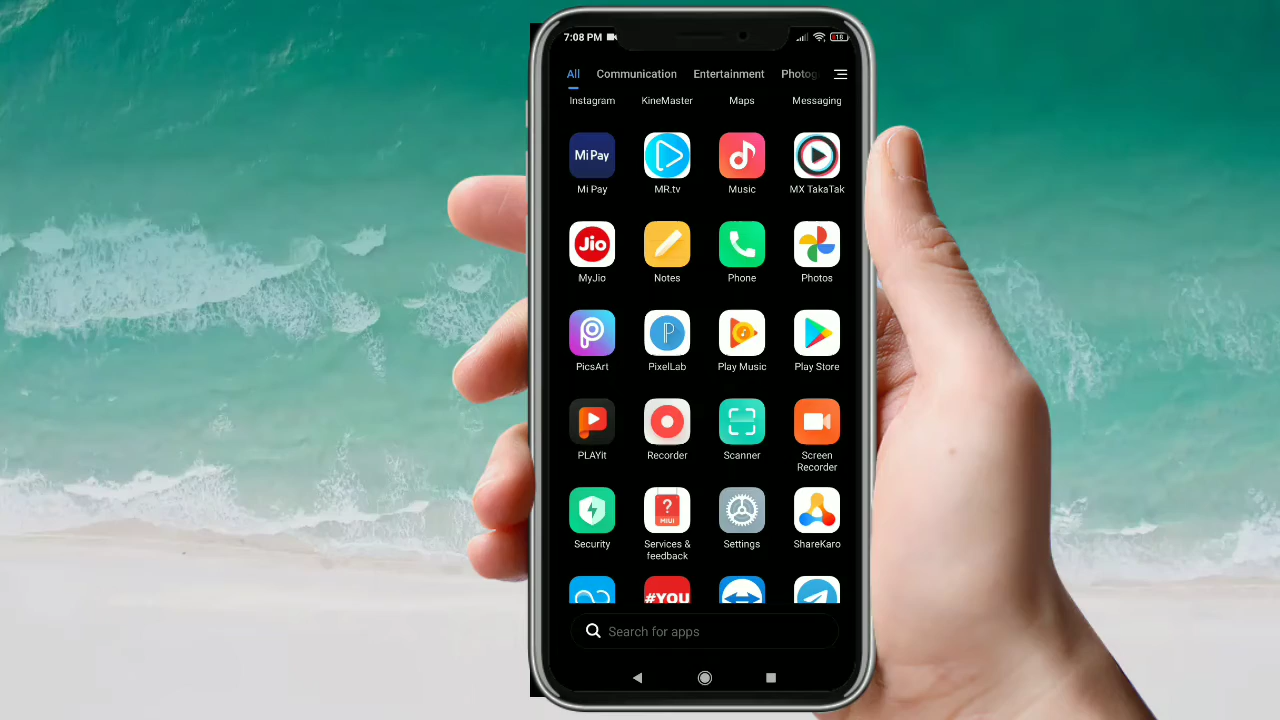 7:08 PM
18
All Communication Entertainment Photog
Instagram KineMaster Maps Messaging
Mi Pay
Mi Pay MR.tv Music MX TakaTak
Jio
MyJio Notes Phone Photos
PicsArt PixelLab Play Music Play Store
PLAYit Recorder Scanner Screen
Recorder
?
MIUI
Security Services & Settings ShareKaro
feedback
#YOU
Search for apps